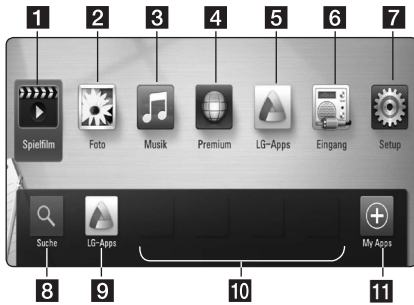 1 2 3 4 5 6 7
Spielfilm Foto Musik Premium LG-Apps Eingang Setup
Suche LG-Apps My Apps
8 9 10 11